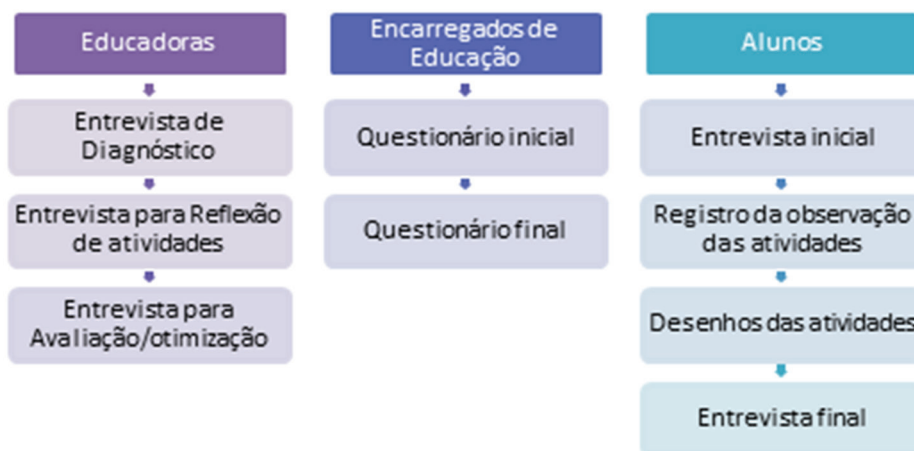 Educadoras
Entrevista de
Diagnóstico
Entrevista para Reflexão
de atividades
Entrevista para
Avaliação/otimização
Encarregados de
Educação
Questionário inicial
Questionário final
Alunos
Entrevista inicial
Registro da observação
das atividades
Desenhos das atividades
Entrevista final